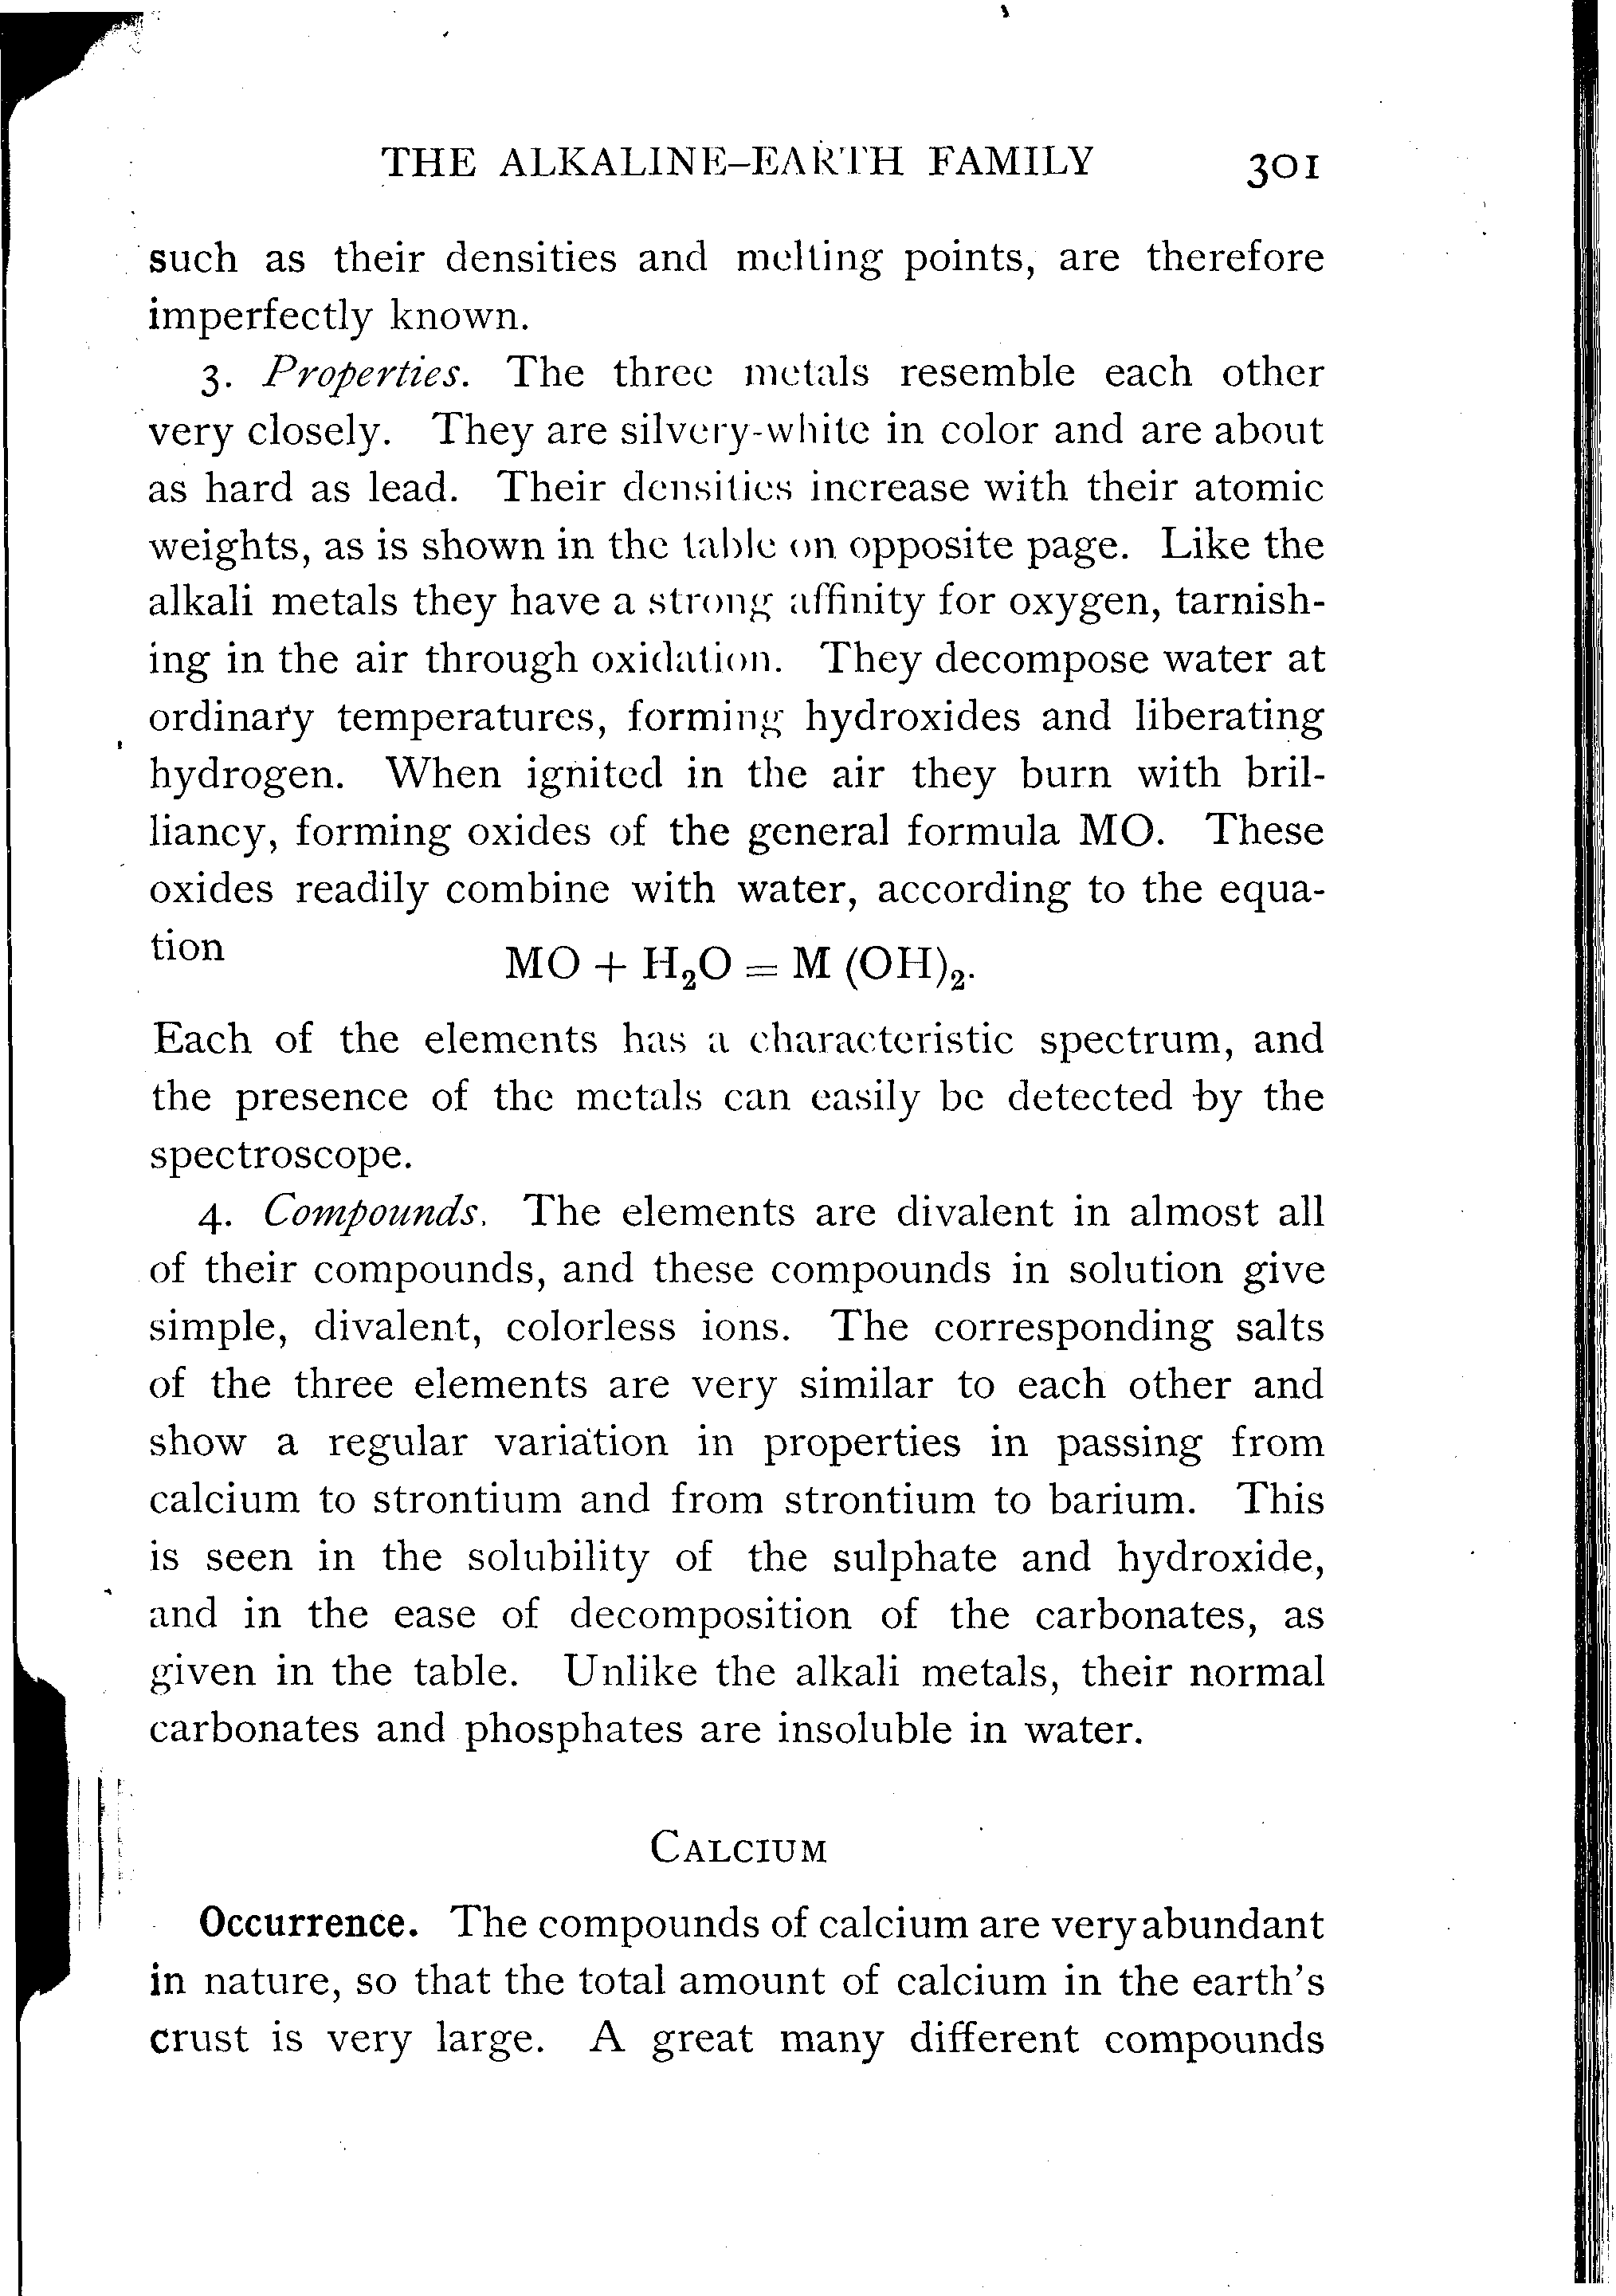 THE ALKALINE–EARTH FAMILY 301
such as their densities and melting points, are therefore
imperfectly known.
3. Properties. The three metals resemble each other
very closely. They are silvery-white in color and are about
as hard as lead. Their densities increase with their atomic
weights, as is shown in the table on opposite page. Like the
alkali metals they have a strong affinity for oxygen, tarnish-
ing in the air through oxidation. They decompose water at
ordinary temperatures, forming hydroxides and liberating
hydrogen. When ignited in the air they burn with bril-
liancy, forming oxides of the general formula MO. These
oxides readily combine with water, according to the equa-
tion
MO + H₂O = M (OH)₂.
Each of the elements has a characteristic spectrum, and
the presence of the metals can easily be detected by the
spectroscope.
4. Compounds. The elements are divalent in almost all
of their compounds, and these compounds in solution give
simple, divalent, colorless ions. The corresponding salts
of the three elements are very similar to each other and
show a regular variation in properties in passing from
calcium to strontium and from strontium to barium. This
is seen in the solubility of the sulphate and hydroxide,
and in the ease of decomposition of the carbonates, as
given in the table. Unlike the alkali metals, their normal
carbonates and phosphates are insoluble in water.
CALCIUM
Occurrence. The compounds of calcium are very abundant
in nature, so that the total amount of calcium in the earth's
crust is very large. A great many different compounds